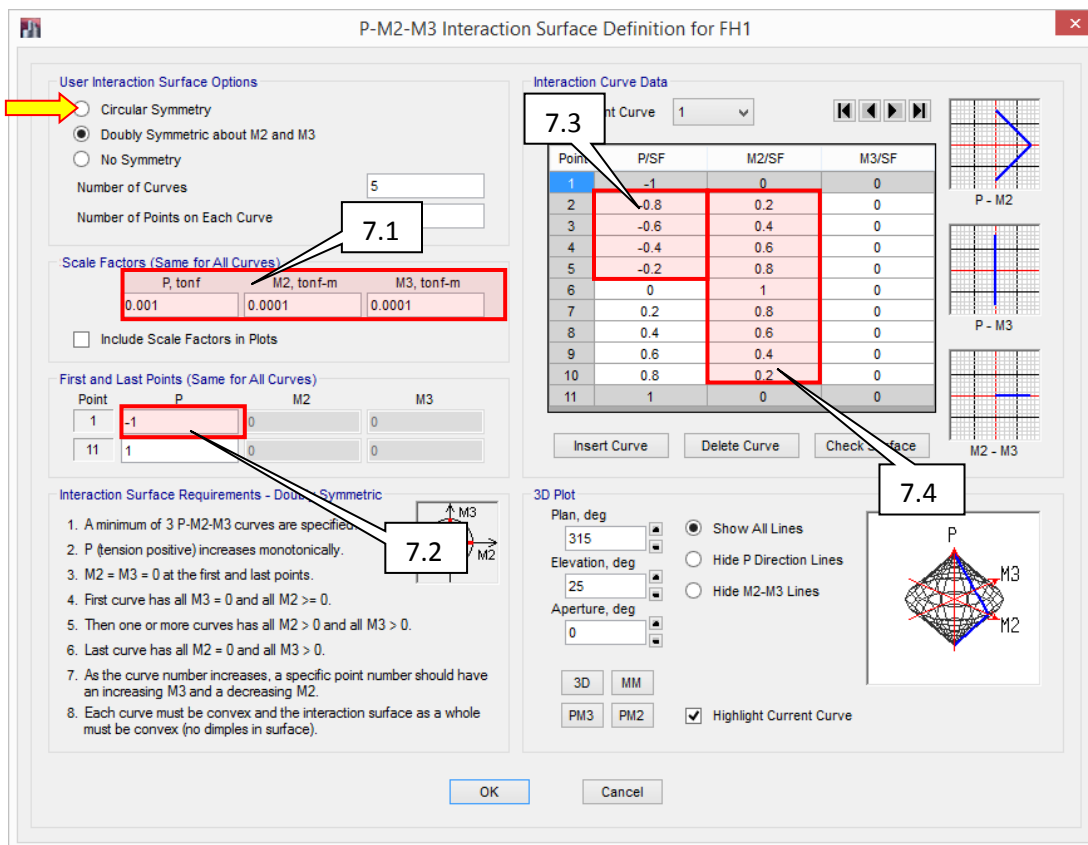 P-M2-M3 Interaction Surface Definition for FH1
User Interaction Surface Options
Circular Symmetry
Doubly Symmetric about M2 and M3
No Symmetry
Number of Curves 5
Number of Points on Each Curve
7.1
Scale Factors (Same for All Curves)
P, tonf M2, tonf-m M3, tonf-m
0.001 0.0001 0.0001
Include Scale Factors in Plots
First and Last Points (Same for All Curves)
Point P M2 M3
1 -1 0 0
11 1 0 0
Interaction Surface Requirements - Doubly Symmetric
1. A minimum of 3 P-M2-M3 curves are specified.
2. P (tension positive) increases monotonically.
3. M2 = M3 = 0 at the first and last points.
4. First curve has all M3 = 0 and all M2 >= 0.
5. Then one or more curves has all M2 > 0 and all M3 > 0.
6. Last curve has all M2 = 0 and all M3 > 0.
7. As the curve number increases, a specific point number should have
an increasing M3 and a decreasing M2.
8. Each curve must be convex and the interaction surface as a whole
must be convex (no dimples in surface).
M3
M2
7.2
Interaction Curve Data
7.3
Curve 1
Point P/SF M2/SF M3/SF
1 -1 0 0
2 -0.8 0.2 0
3 -0.6 0.4 0
4 -0.4 0.6 0
5 -0.2 0.8 0
6 0 1 0
7 0.2 0.8 0
8 0.4 0.6 0
9 0.6 0.4 0
10 0.8 0.2 0
11 1 0 0
P - M2
P - M3
M2 - M3
Insert Curve Delete Curve Check Surface
7.4
3D Plot
Plan, deg
315
Elevation, deg
25
Aperture, deg
0
Show All Lines
Hide P Direction Lines
Hide M2-M3 Lines
3D MM
PM3 PM2
Highlight Current Curve
P
M3
M2
OK Cancel